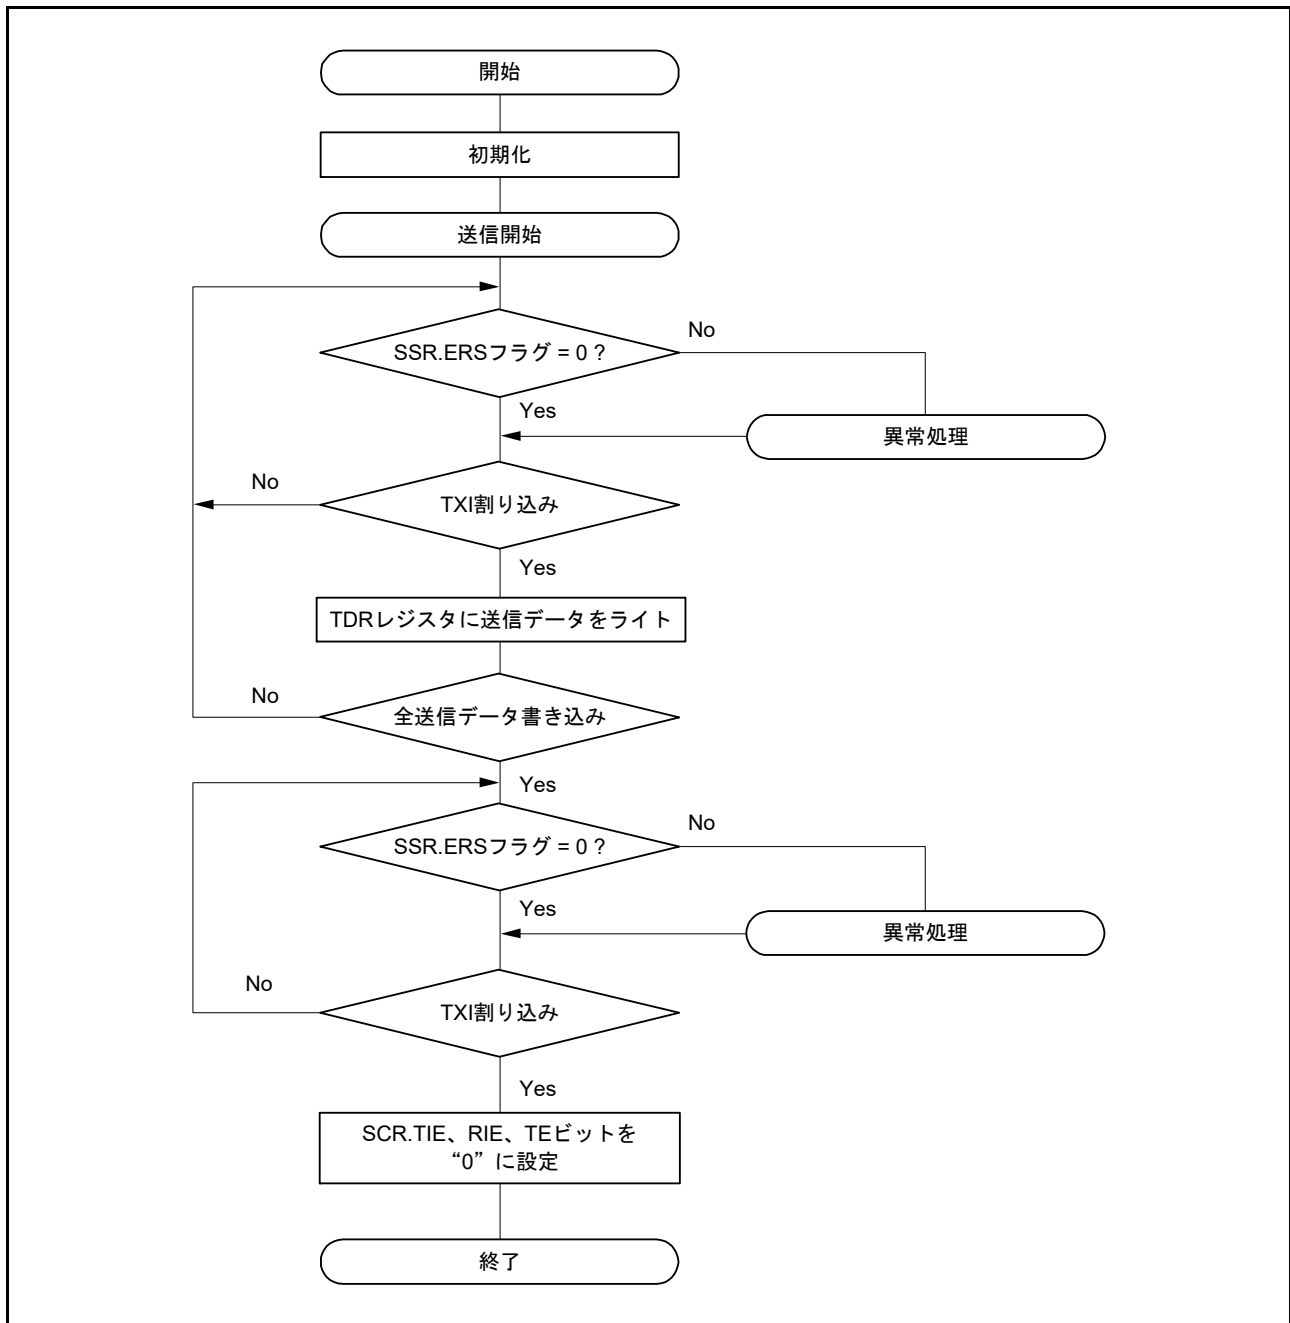 開始
初期化
送信開始
SSR.ERSフラグ = 0 ?
No
Yes
異常処理
No
TXI割り込み
Yes
TDRレジスタに送信データをライト
No
全送信データ書き込み
Yes
SSR.ERSフラグ = 0 ?
No
Yes
異常処理
No
TXI割り込み
Yes
SCR.TIE、RIE、TEビットを
“0”に設定
終了